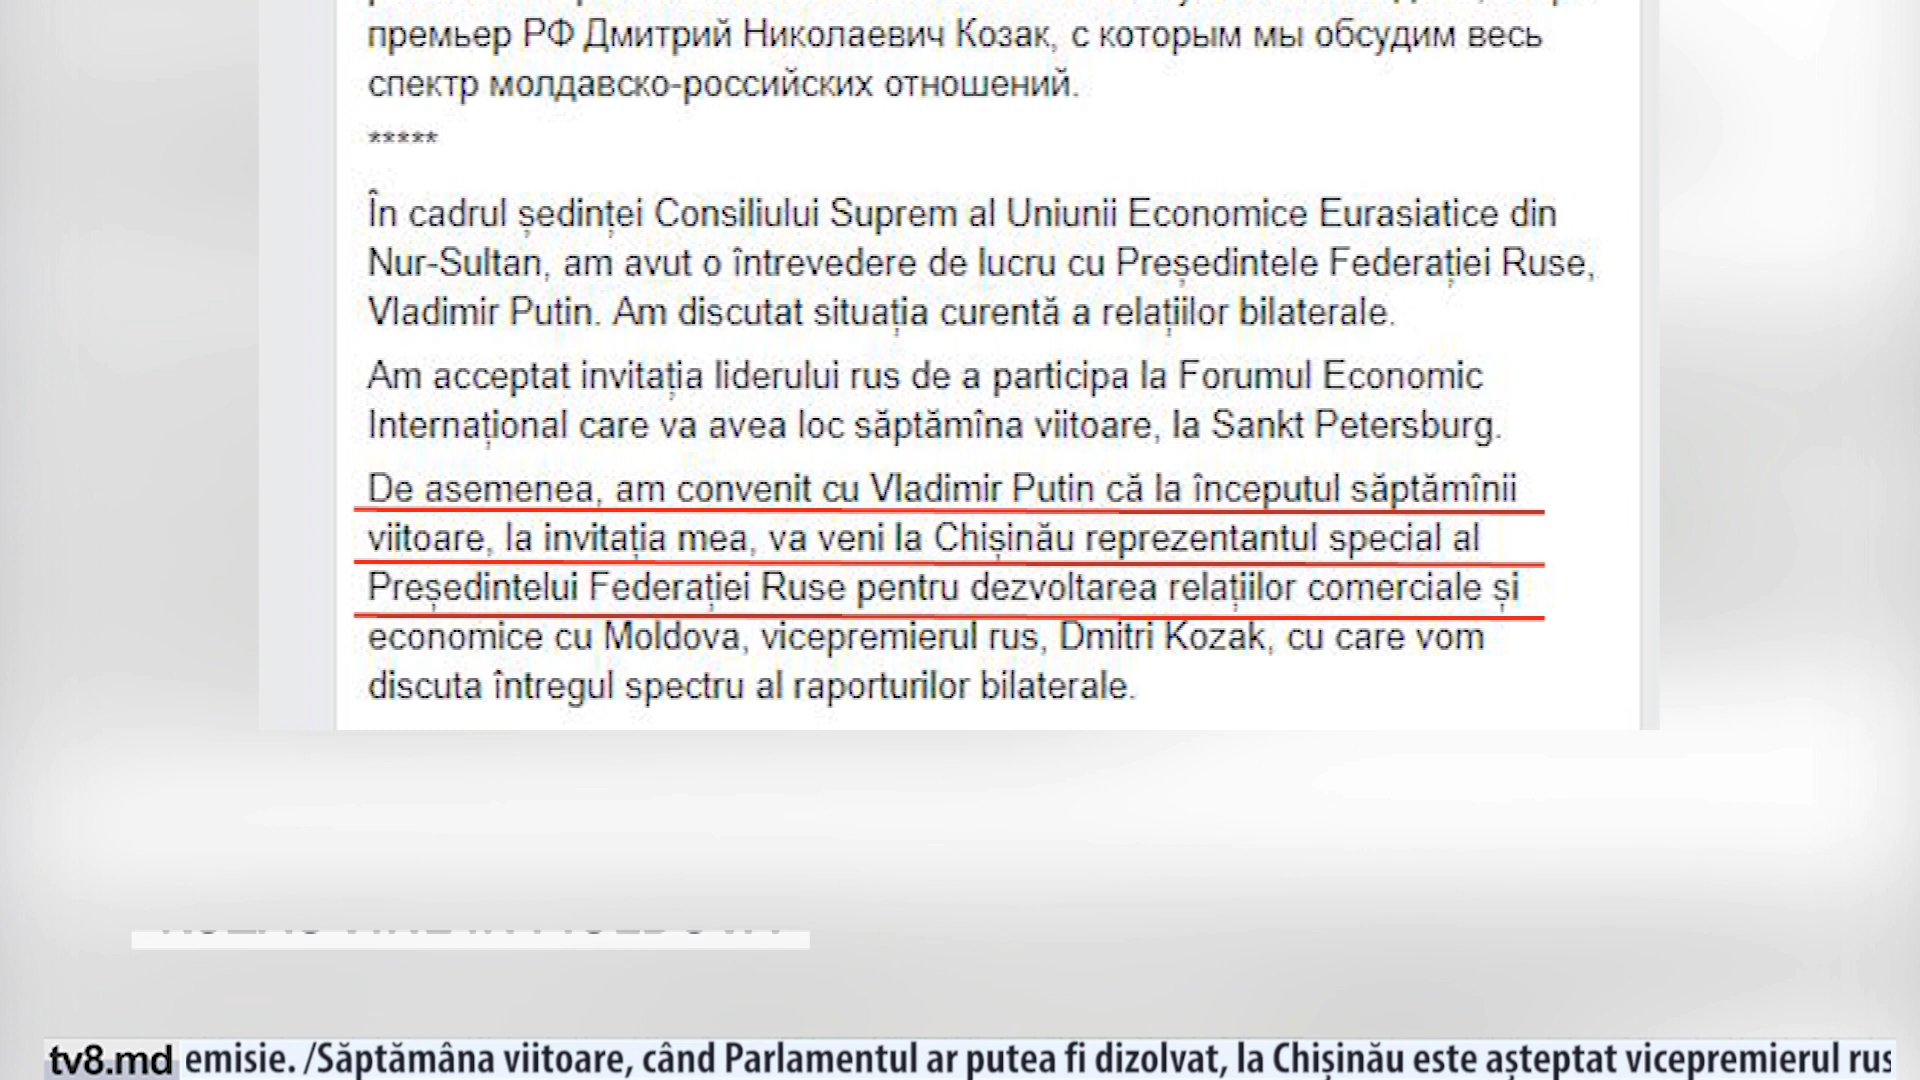 премьер РФ Дмитрий Николаевич Козак, с которым мы обсудим весь
спектр молдавско-российских отношений.
*****
În cadrul ședinței Consiliului Suprem al Uniunii Economice Eurasiatice din
Nur-Sultan, am avut o întrevedere de lucru cu Președintele Federației Ruse,
Vladimir Putin. Am discutat situația curentă a relațiilor bilaterale.
Am acceptat invitația liderului rus de a participa la Forumul Economic
Internațional care va avea loc săptămîna viitoare, la Sankt Petersburg.
De asemenea, am convenit cu Vladimir Putin că la începutul săptămînii
viitoare, la invitația mea, va veni la Chișinău reprezentantul special al
Președintelui Federației Ruse pentru dezvoltarea relațiilor comerciale și
economice cu Moldova, vicepremierul rus, Dmitri Kozak, cu care vom
discuta întregul spectru al raporturilor bilaterale.
tv8.md emisie. /Săptămâna viitoare, când Parlamentul ar putea fi dizolvat, la Chișinău este așteptat vicepremierul rus